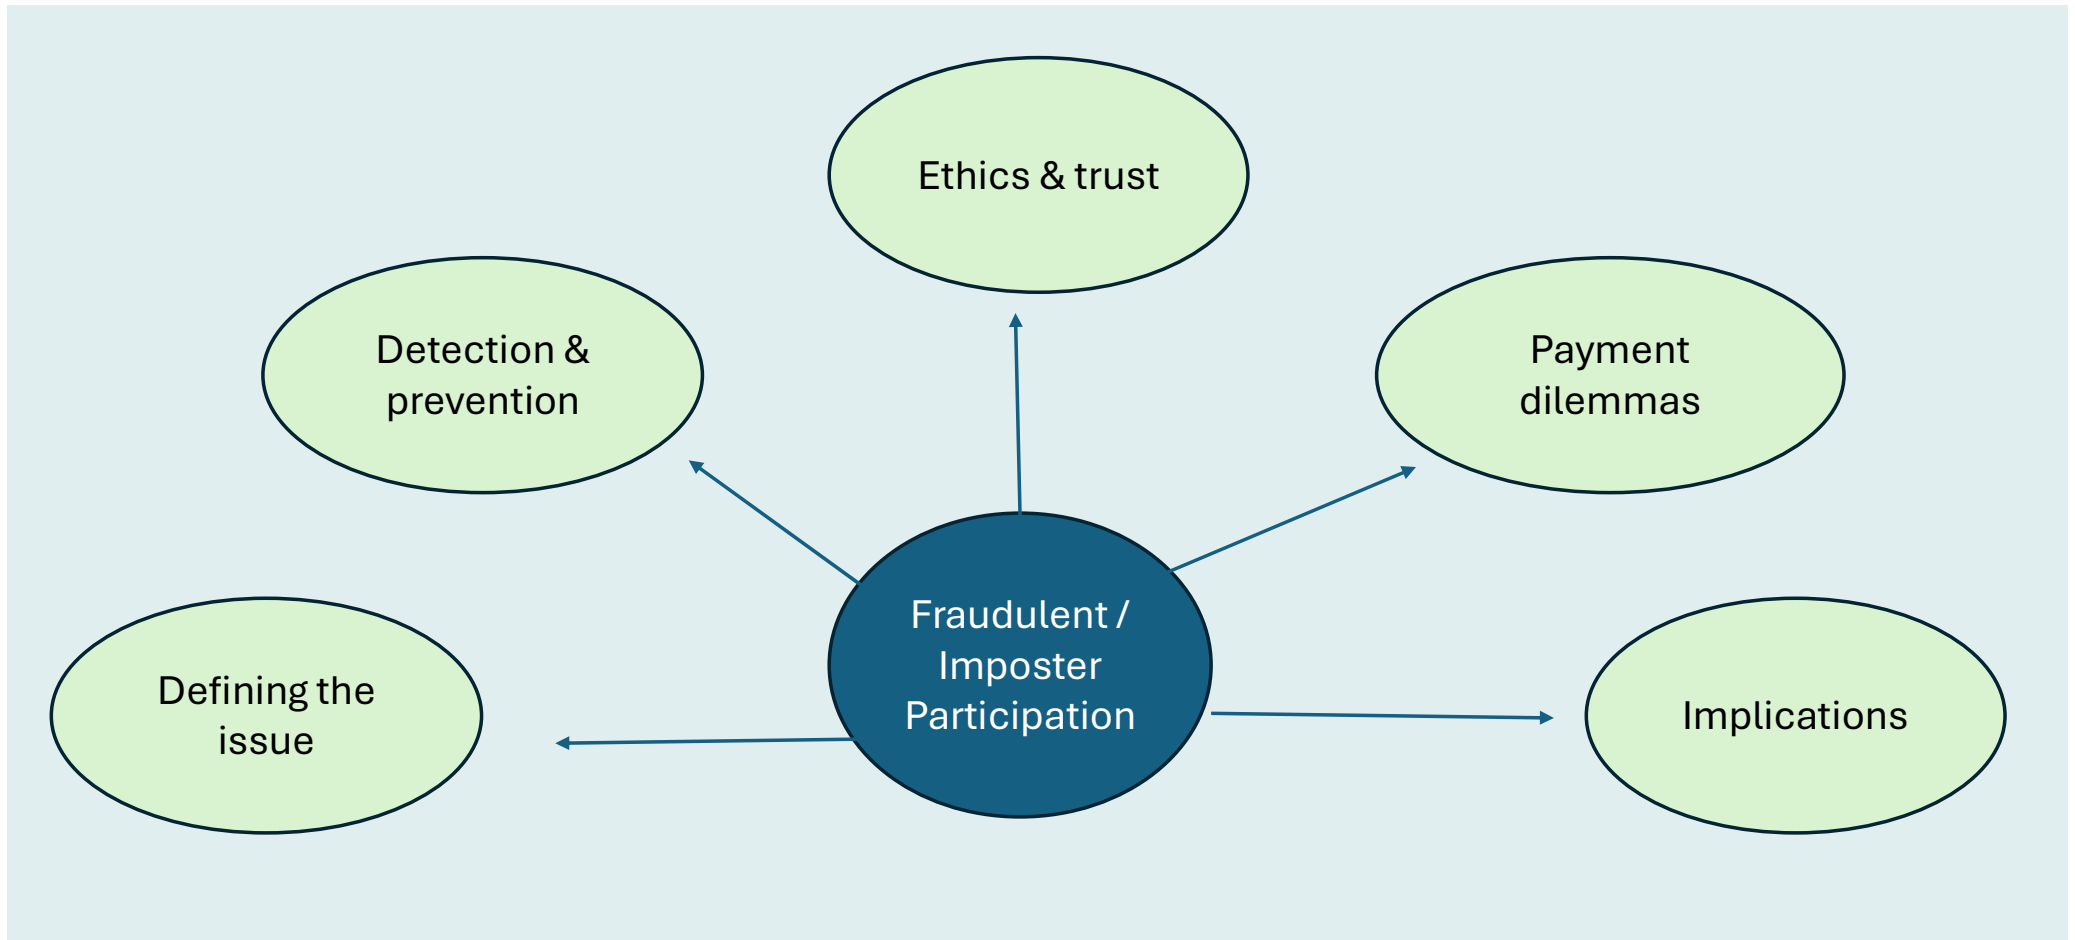 Ethics & trust
Detection &
prevention
Payment
dilemmas
Defining the
issue
Fraudulent /
Imposter
Participation
Implications